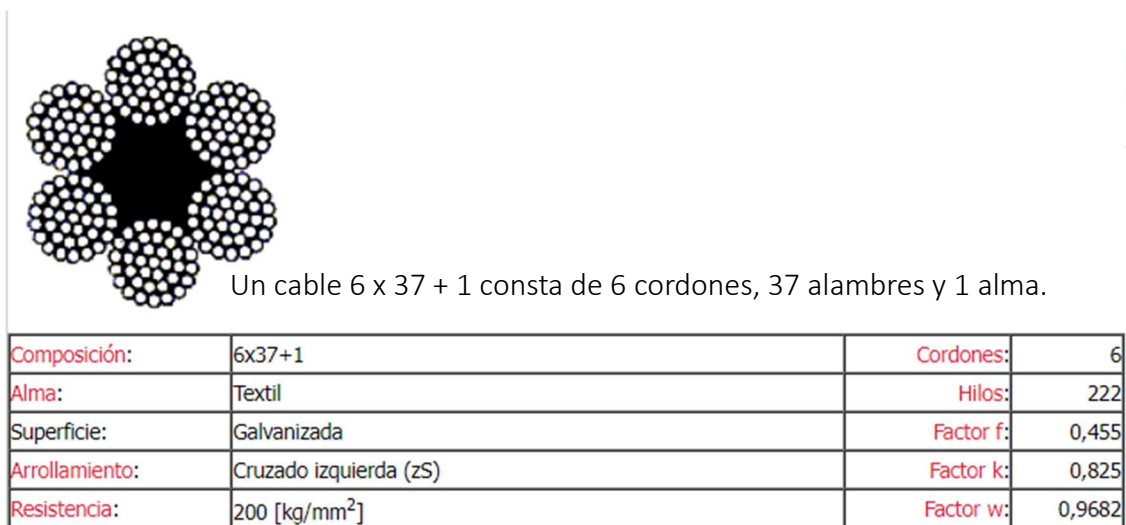 Un cable 6 x 37 + 1 consta de 6 cordones, 37 alambres y 1 alma.
Composición: 6x37+1 Cordones: 6
Alma: Textil Hilos: 222
Superficie: Galvanizada Factor f: 0,455
Arrollamiento: Cruzado izquierda (zS) Factor k: 0,825
Resistencia: 200 [kg/mm²] Factor w: 0,9682